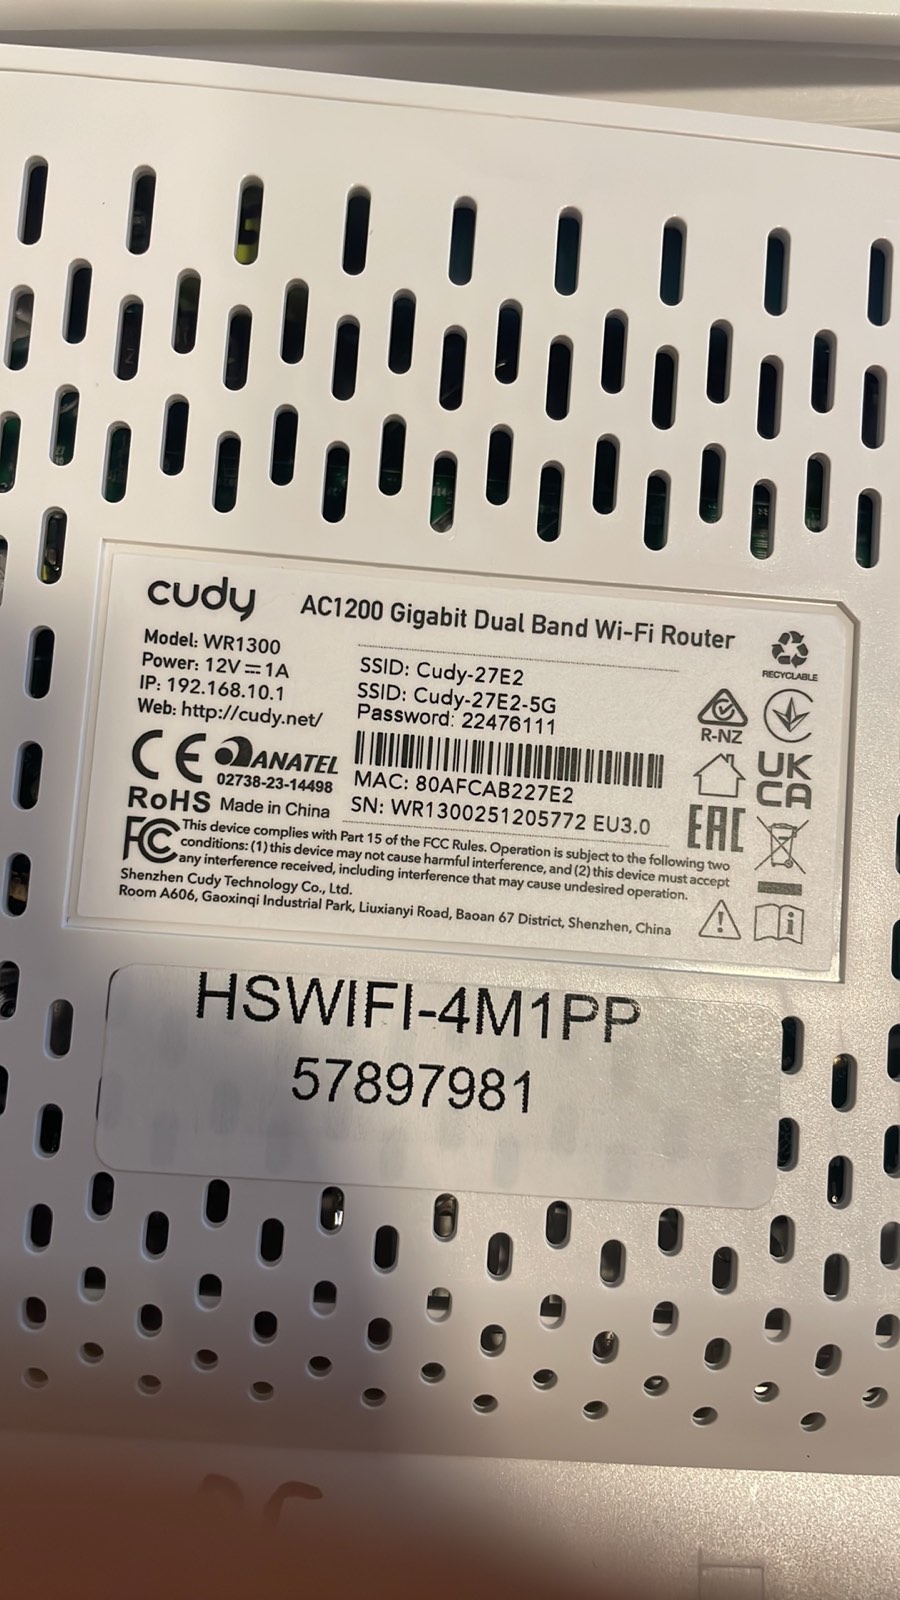 cudy
AC1200 Gigabit Dual Band Wi-Fi Router
Model: WR1300
Power: 12V⎓1A
IP: 192.168.10.1
Web: http://cudy.net/
SSID: Cudy-27E2
SSID: Cudy-27E2-5G
Password: 22476111
RECYCLABLE
R-NZ
CE ANATEL
02738-23-14498
RoHS Made in China
MAC: 80AFCAB227E2
SN: WR1300251205772 EU3.0
UK
CA
EAC
FC This device complies with Part 15 of the FCC Rules. Operation is subject to the following two
conditions: (1) this device may not cause harmful interference, and (2) this device must accept
any interference received, including interference that may cause undesired operation.
Shenzhen Cudy Technology Co., Ltd.
Room A606, Gaoxinqi Industrial Park, Liuxianyi Road, Baoan 67 District, Shenzhen, China
HSWIFI-4M1PP
57897981